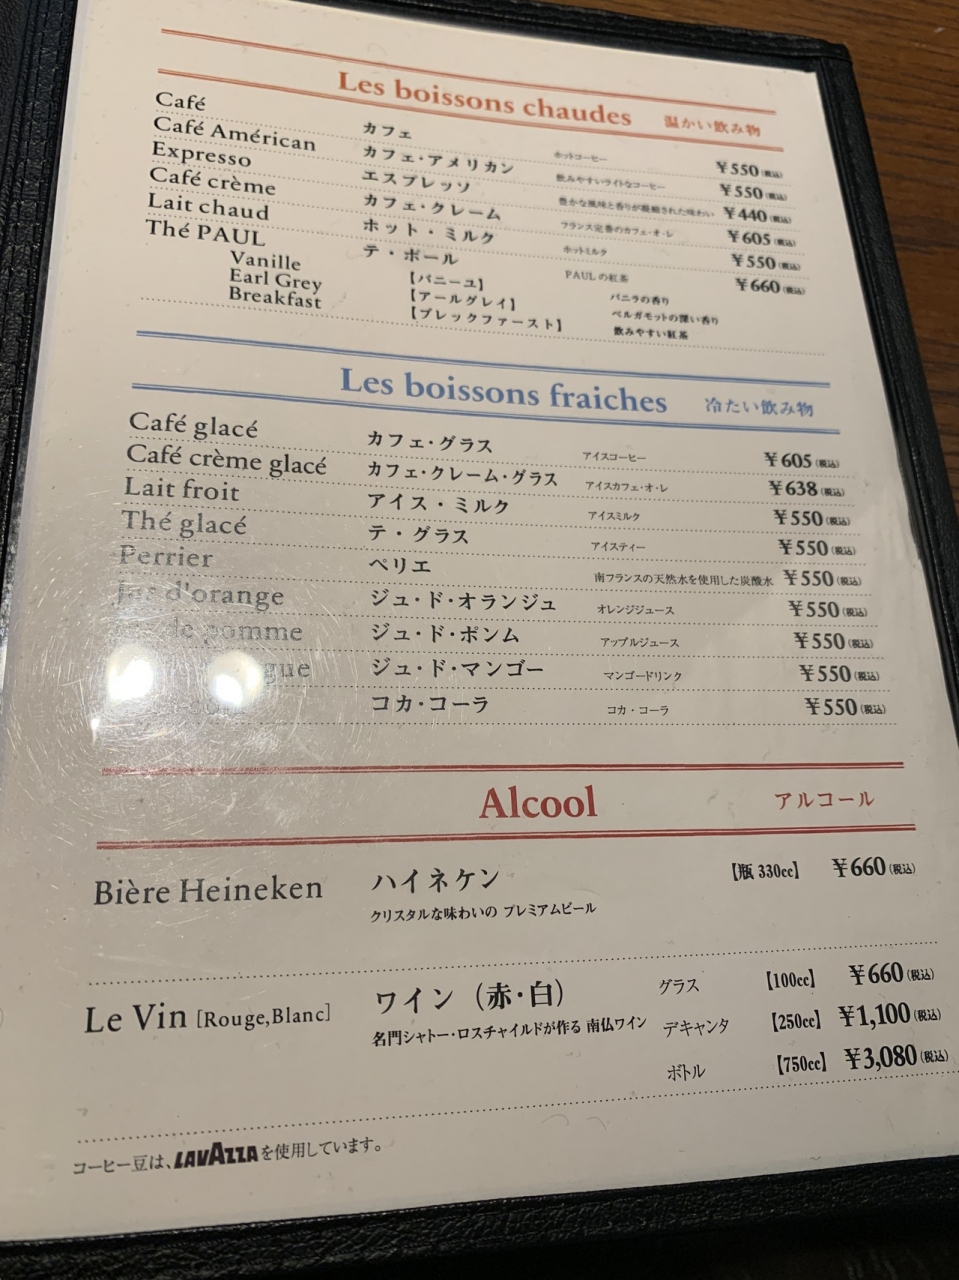 Les boissons chaudes 温かい飲み物
Café カフェ ホットコーヒー ¥550(税込)
Café Américan カフェ・アメリカン 飲みやすいライトなコーヒー ¥550(税込)
Expresso エスプレッソ 豊かな風味と香りが凝縮された味わい ¥440(税込)
Café crème カフェ・クレーム フランス定番のカフェ・オ・レ ¥605(税込)
Lait chaud ホット・ミルク ホットミルク ¥550(税込)
Thé PAUL テ・ポール PAULの紅茶 ¥660(税込)
Vanille 【バニーユ】 バニラの香り
Earl Grey 【アールグレイ】 ベルガモットの深い香り
Breakfast 【ブレックファースト】 飲みやすい紅茶
Les boissons fraiches 冷たい飲み物
Café glacé カフェ・グラス アイスコーヒー ¥605(税込)
Café crème glacé カフェ・クレーム・グラス アイスカフェ・オ・レ ¥638(税込)
Lait froit アイス・ミルク アイスミルク ¥550(税込)
Thé glacé テ・グラス アイスティー ¥550(税込)
Perrier ペリエ 南フランスの天然水を使用した炭酸水 ¥550(税込)
d'orange ジュ・ド・オランジュ オレンジジュース ¥550(税込)
de pomme ジュ・ド・ポンム アップルジュース ¥550(税込)
ジュ・ド・マンゴー マンゴードリンク ¥550(税込)
コカ・コーラ コカ・コーラ ¥550(税込)
Alcool アルコール
Bière Heineken ハイネケン 【瓶 330cc】 ¥660(税込)
クリスタルな味わいの プレミアムビール
Le Vin [Rouge,Blanc] ワイン（赤・白） グラス 【100cc】 ¥660(税込)
名門シャトー・ロスチャイルドが作る 南仏ワイン デキャンタ 【250cc】 ¥1,100(税込)
ボトル 【750cc】 ¥3,080(税込)
コーヒー豆は、LAVAZZAを使用しています。